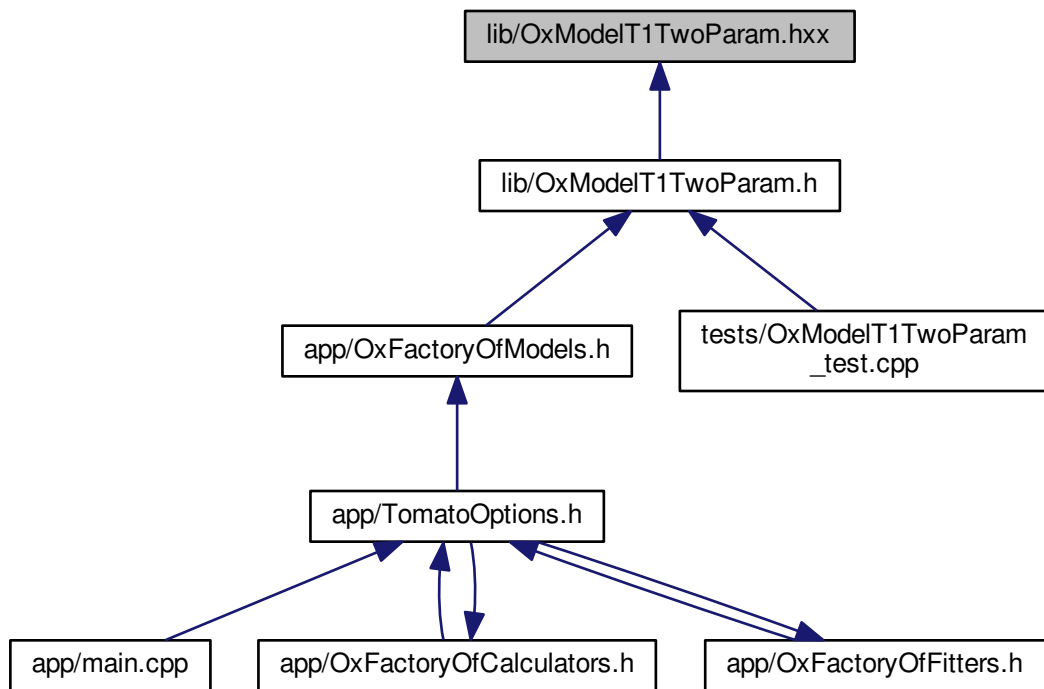 lib/OxModelT1TwoParam.hxx
lib/OxModelT1TwoParam.h
app/OxFactoryOfModels.h
tests/OxModelT1TwoParam
_test.cpp
app/TomatoOptions.h
app/main.cpp
app/OxFactoryOfCalculators.h
app/OxFactoryOfFitters.h